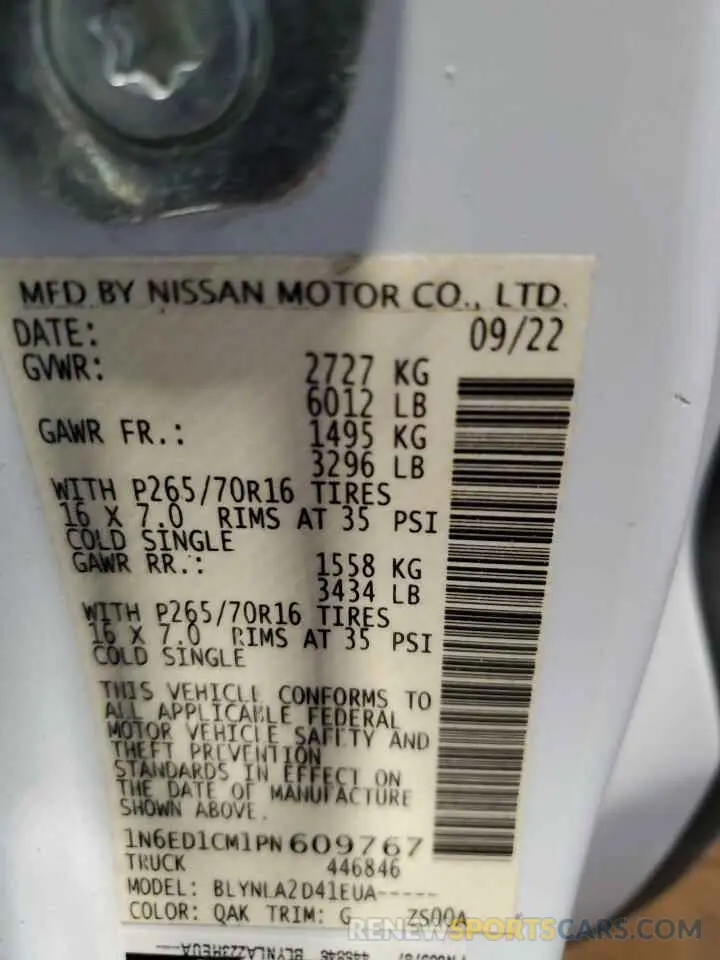 MFD BY NISSAN MOTOR CO., LTD.
DATE: 09/22
GVWR: 2727 KG
6012 LB
GAWR FR.: 1495 KG
3296 LB
WITH P265/70R16 TIRES
16 X 7.0 RIMS AT 35 PSI
COLD SINGLE
GAWR RR.: 1558 KG
3434 LB
WITH P265/70R16 TIRES
16 X 7.0 RIMS AT 35 PSI
COLD SINGLE
THIS VEHICLE CONFORMS TO
ALL APPLICABLE FEDERAL
MOTOR VEHICLE SAFETY AND
THEFT PREVENTION
STANDARDS IN EFFECT ON
THE DATE OF MANUFACTURE
SHOWN ABOVE.
1N6ED1CM1PN609767
TRUCK 446846
MODEL: BLYNLA2D41EUA-----
COLOR: QAK TRIM: G ZS00A
RENEWSPORTSCARS.COM